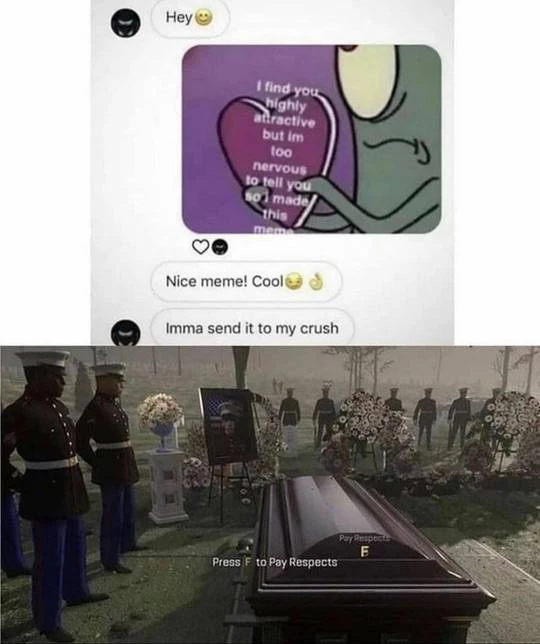 Hey😊
I find you
highly
attractive
but im
too
nervous
to tell you
so i made
this
meme
Nice meme! Cool😏👌
Imma send it to my crush
Pay Respects
F
Press F to Pay Respects